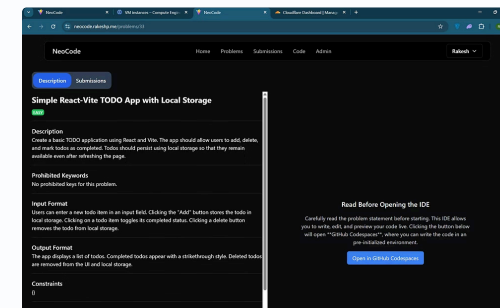 NeoCode
VM instances - Compute Engin
NeoCode
Cloudflare Dashboard | Manag
neocode.rakeshp.me/problems/33
NeoCode
Home Problems Submissions Code Admin
Rakesh
Description Submissions
Simple React-Vite TODO App with Local Storage
EASY
Description
Create a basic TODO application using React and Vite. The app should allow users to add, delete,
and mark todos as completed. Todos should persist using local storage so that they remain
available even after refreshing the page.
Prohibited Keywords
No prohibited keys for this problem.
Input Format
Users can enter a new todo item in an input field. Clicking the "Add" button stores the todo in
local storage. Clicking on a todo item toggles its completed status. Clicking a delete button
removes the todo from local storage.
Output Format
The app displays a list of todos. Completed todos appear with a strikethrough style. Deleted todos
are removed from the UI and local storage.
Constraints
{}
Read Before Opening the IDE
Carefully read the problem statement before starting. This IDE allows
you to write, edit, and preview your code live. Clicking the button below
will open **GitHub Codespaces**, where you can write the code in an
pre-initialized environment.
Open in GitHub Codespaces